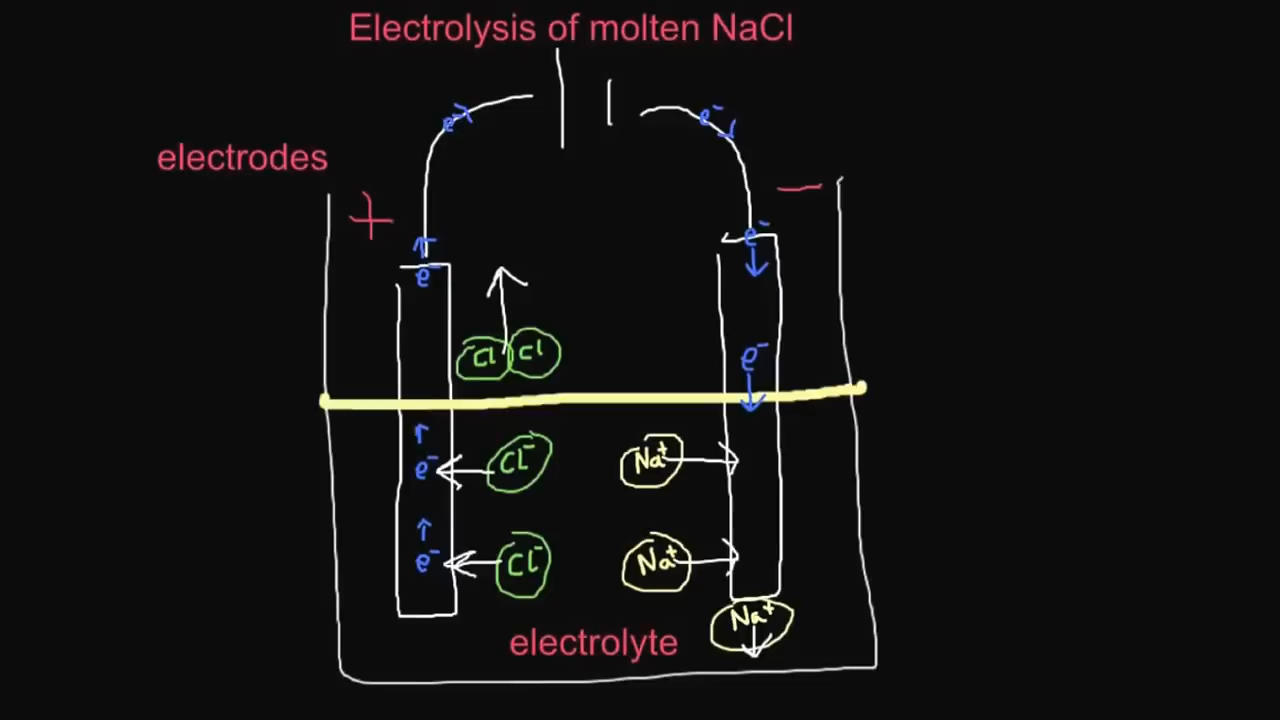 Electrolysis of molten NaCl
e⁻ e⁻
electrodes
+ −
e⁻
e⁻
Cl Cl
e⁻
e⁻ Cl⁻ Na⁺
e⁻ Cl⁻ Na⁺
Na⁺
electrolyte